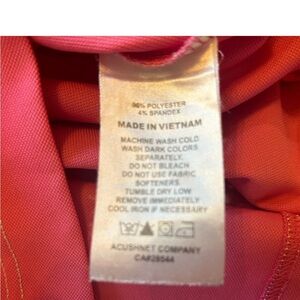 96% POLYESTER
4% SPANDEX
MADE IN VIETNAM
MACHINE WASH COLD
WASH DARK COLORS
SEPARATELY.
DO NOT BLEACH
DO NOT USE FABRIC
SOFTENERS
TUMBLE DRY LOW
REMOVE IMMEDIATELY
COOL IRON IF NECESSARY
ACUSHNET COMPANY
CA#28544